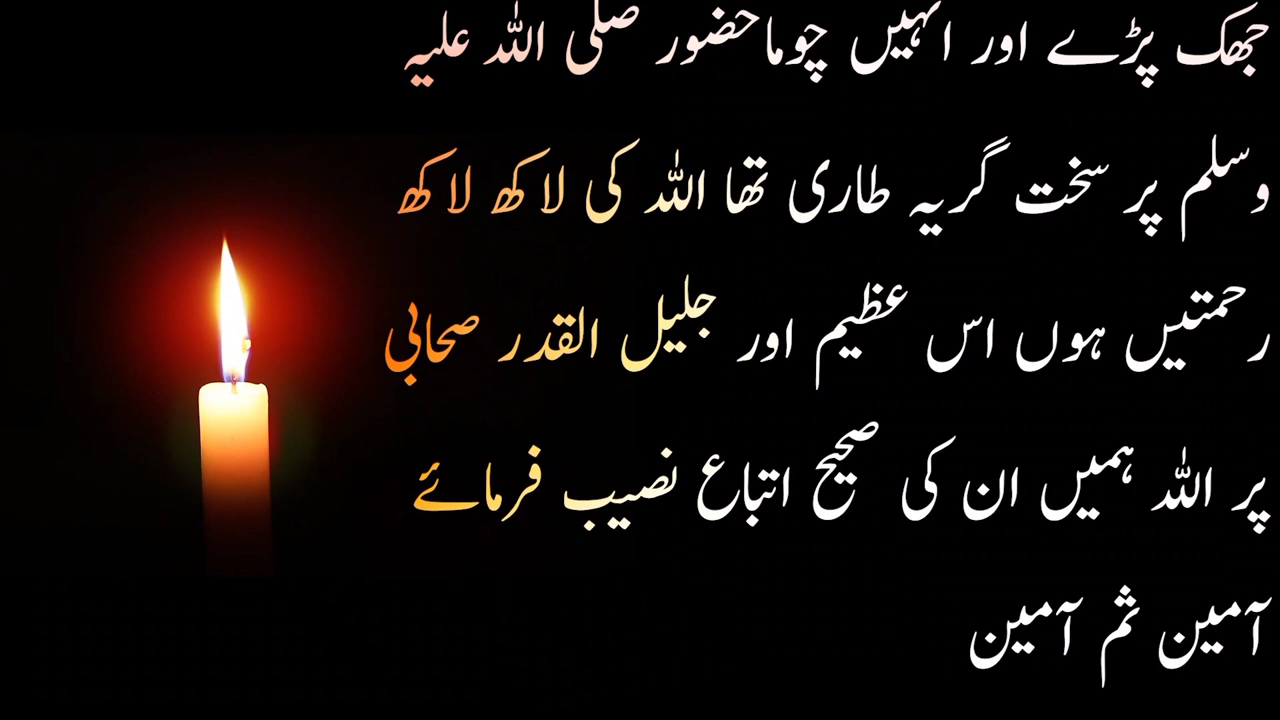 جھک پڑے اور انہیں چوما حضور صلی اللہ علیہ
وسلم پر سخت گریہ طاری تھا اللہ کی لاکھ لاکھ
رحمتیں ہوں اس عظیم اور جلیل القدر صحابی
پر اللہ ہمیں ان کی صحیح اتباع نصیب فرمائے
آمین ثم آمین